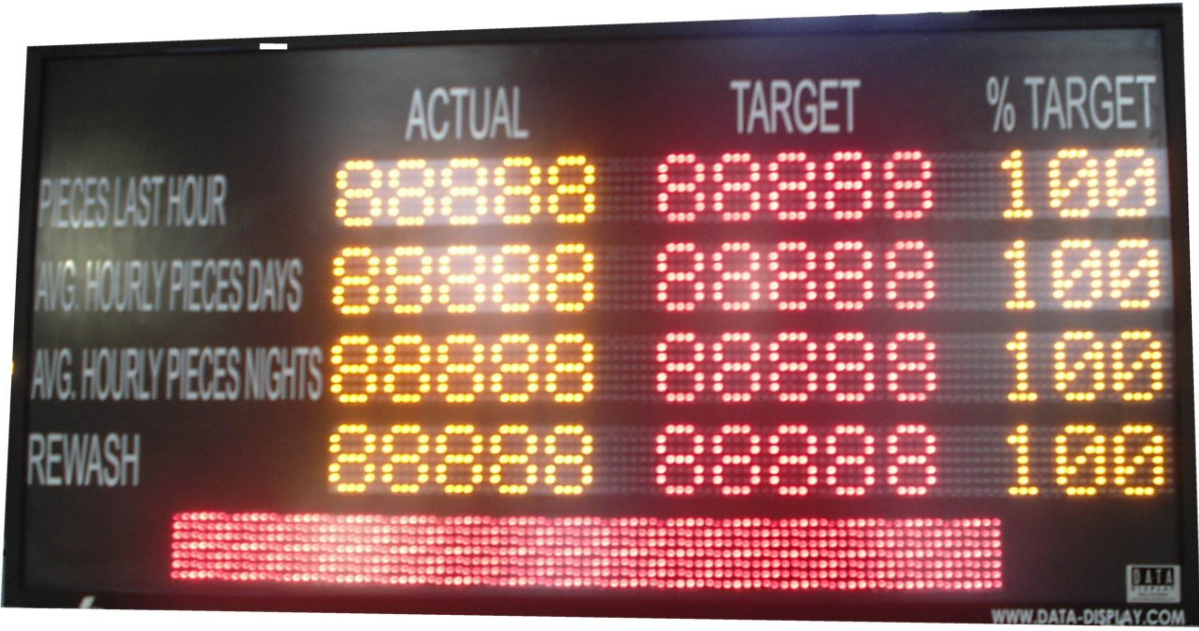 ACTUAL TARGET % TARGET
PIECES LAST HOUR 88888 88888 100
AVG. HOURLY PIECES DAYS 88888 88888 100
AVG. HOURLY PIECES NIGHTS 88888 88888 100
REWASH 88888 88888 100
DATA
DISPLAY
WWW.DATA-DISPLAY.COM